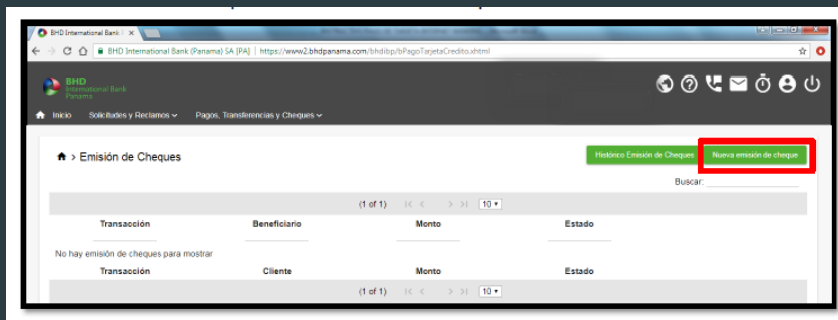 BHD International Bank
BHD International Bank (Panama) SA [PA] | https://www2.bhdpanama.com/bhdibp/bPagoTarjetaCredito.xhtml
BHD
International Bank
Panama
Inicio Solicitudes y Reclamos Pagos, Transferencias y Cheques
> Emisión de Cheques Histórico Emisión de Cheques Nueva emisión de cheque
Buscar:
(1 of 1) 10
Transacción Beneficiario Monto Estado
No hay emisión de cheques para mostrar
Transacción Cliente Monto Estado
(1 of 1) 10